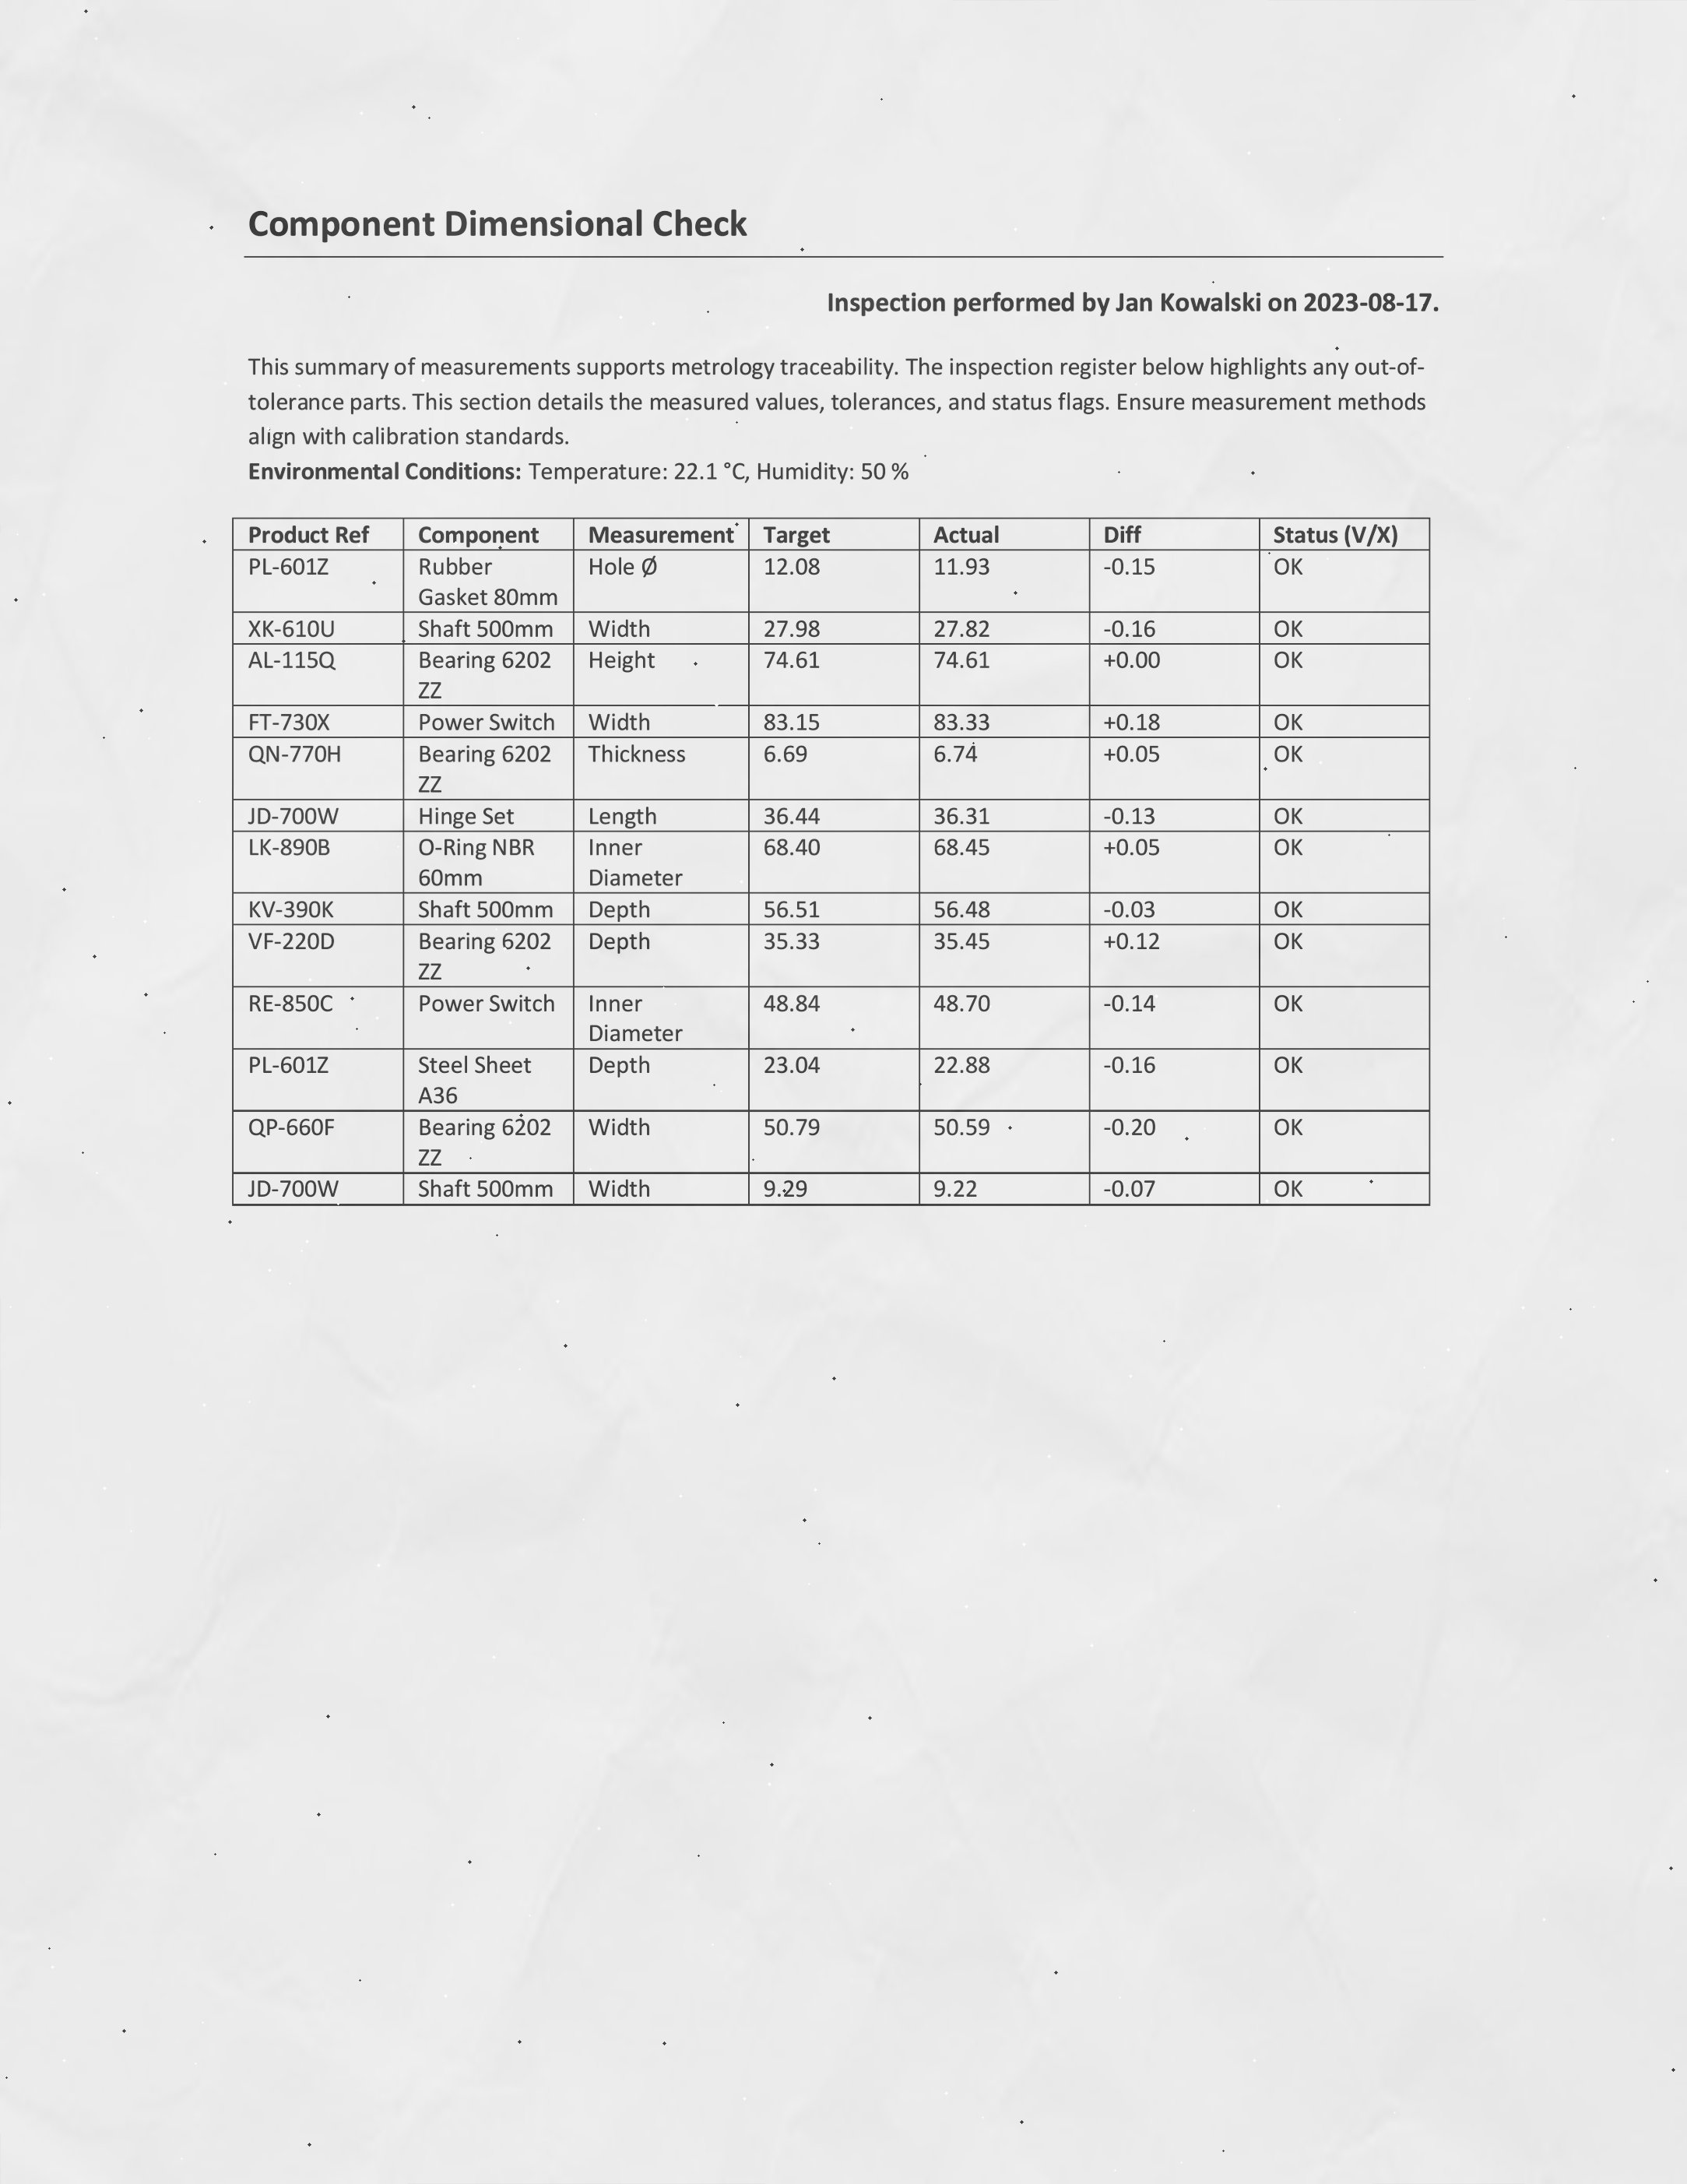 Component Dimensional Check
Inspection performed by Jan Kowalski on 2023-08-17.
This summary of measurements supports metrology traceability. The inspection register below highlights any out-of-
tolerance parts. This section details the measured values, tolerances, and status flags. Ensure measurement methods
align with calibration standards.
Environmental Conditions: Temperature: 22.1 °C, Humidity: 50 %
Product Ref Component Measurement Target Actual Diff Status (V/X)
PL-601Z Rubber Hole Ø 12.08 11.93 -0.15 OK
Gasket 80mm
XK-610U Shaft 500mm Width 27.98 27.82 -0.16 OK
AL-115Q Bearing 6202 Height 74.61 74.61 +0.00 OK
ZZ
FT-730X Power Switch Width 83.15 83.33 +0.18 OK
QN-770H Bearing 6202 Thickness 6.69 6.74 +0.05 OK
ZZ
JD-700W Hinge Set Length 36.44 36.31 -0.13 OK
LK-890B O-Ring NBR Inner 68.40 68.45 +0.05 OK
60mm Diameter
KV-390K Shaft 500mm Depth 56.51 56.48 -0.03 OK
VF-220D Bearing 6202 Depth 35.33 35.45 +0.12 OK
ZZ
RE-850C Power Switch Inner 48.84 48.70 -0.14 OK
Diameter
PL-601Z Steel Sheet Depth 23.04 22.88 -0.16 OK
A36
QP-660F Bearing 6202 Width 50.79 50.59 -0.20 OK
ZZ
JD-700W Shaft 500mm Width 9.29 9.22 -0.07 OK